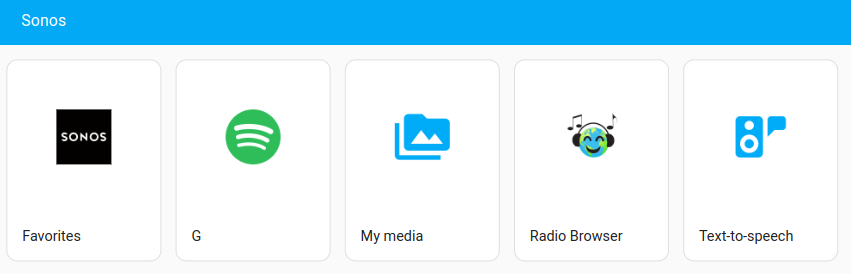 Sonos
SONOS
Favorites
G
My media
Radio Browser
Text-to-speech